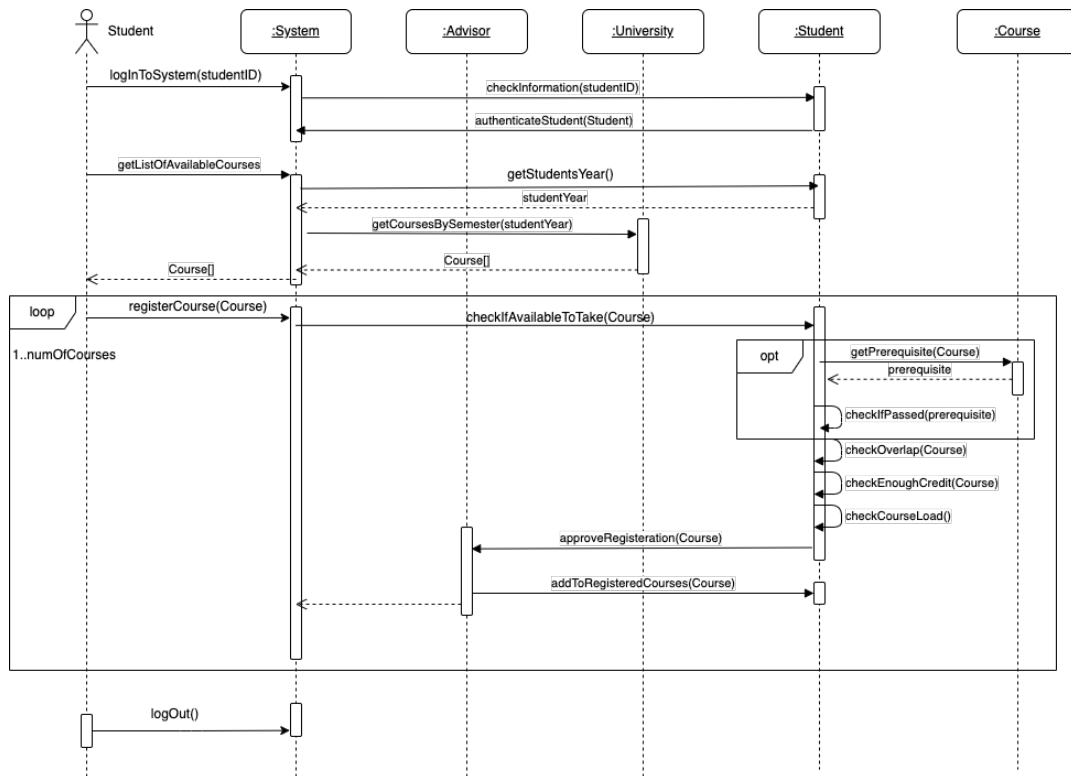 Student
:System
:Advisor
:University
:Student
:Course
logInToSystem(studentID)
checkInformation(studentID)
authenticateStudent(Student)
getListOfAvailableCourses
getStudentsYear()
studentYear
getCoursesBySemester(studentYear)
Course[]
Course[]
loop
registerCourse(Course)
checkIfAvailableToTake(Course)
1..numOfCourses
opt
getPrerequisite(Course)
prerequisite
checkIfPassed(prerequisite)
checkOverlap(Course)
checkEnoughCredit(Course)
checkCourseLoad()
approveRegisteration(Course)
addToRegisteredCourses(Course)
logOut()